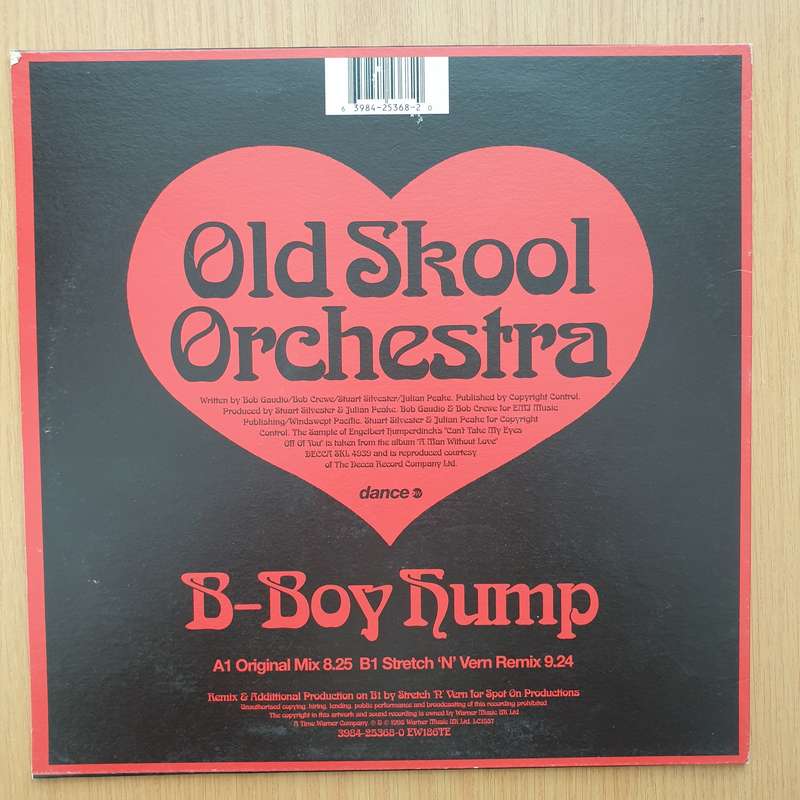 6 3984-25368-2 0
Old Skool
Orchestra
Written by Bob Gaudio/Bob Crewe/Stuart Silvester/Julian Peake. Published by Copyright Control.
Produced by Stuart Silvester & Julian Peake. Bob Gaudio & Bob Crewe for EMI Music
Publishing/Windswept Pacific. Stuart Silvester & Julian Peake for Copyright
Control. The Sample of Engelbert Humperdinck's "Can't Take My Eyes
Off Of You" is taken from the album "A Man Without Love"
DECCA SKL 4939 and is reproduced courtesy
of The Decca Record Company Ltd.
dance
B-Boy Hump
A1 Original Mix 8.25 B1 Stretch 'N' Vern Remix 9.24
Remix & Additional Production on B1 by Stretch 'N' Vern for Spot On Productions
Unauthorised copying, hiring, lending, public performance and broadcasting of this recording prohibited
The copyright in this artwork and sound recording is owned by Warner Music UK Ltd
A Time Warner Company. ℗ & © 1998 Warner Music UK Ltd. LC1557
3984-25368-0 EW186TE